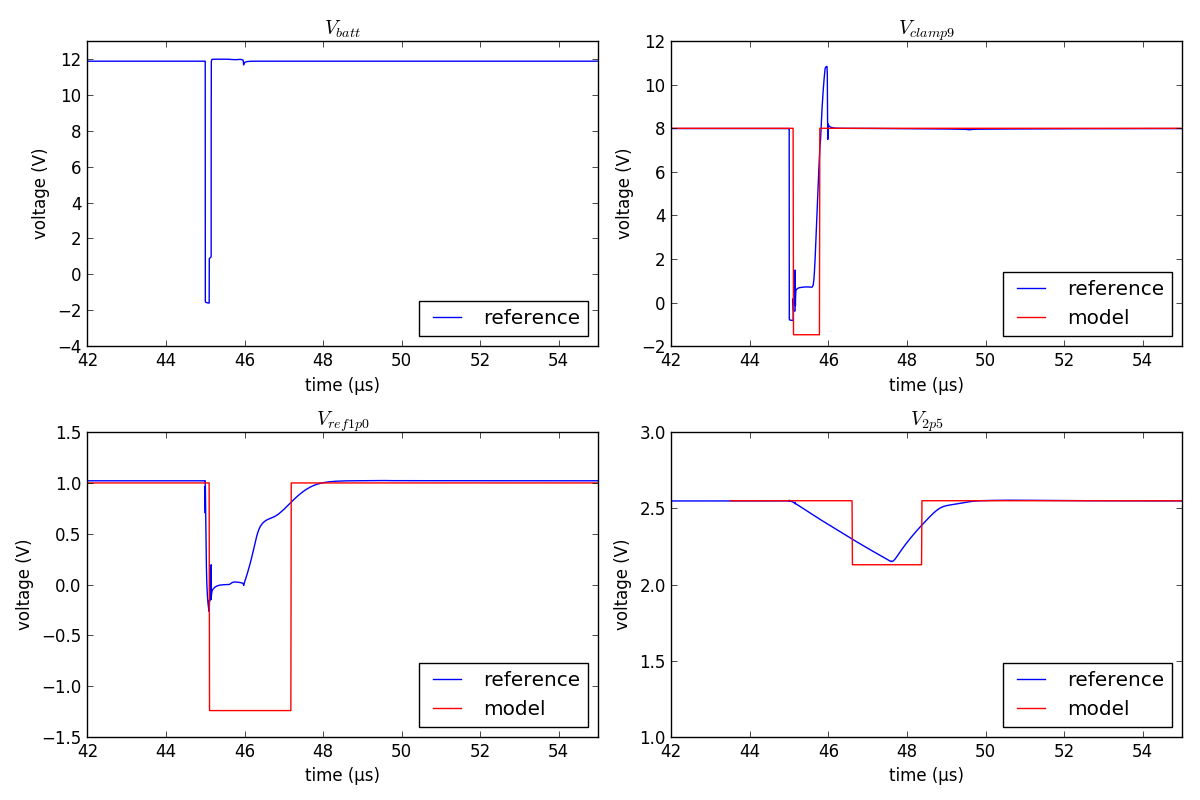 V_batt
12
10
8
6
4
2
0
−2
−4
voltage (V)
42 44 46 48 50 52 54
time (µs)
reference
V_clamp9
12
10
8
6
4
2
0
−2
voltage (V)
42 44 46 48 50 52 54
time (µs)
reference
model
V_ref1p0
1.5
1.0
0.5
0.0
−0.5
−1.0
−1.5
voltage (V)
42 44 46 48 50 52 54
time (µs)
reference
model
V_2p5
3.0
2.5
2.0
1.5
1.0
voltage (V)
42 44 46 48 50 52 54
time (µs)
reference
model